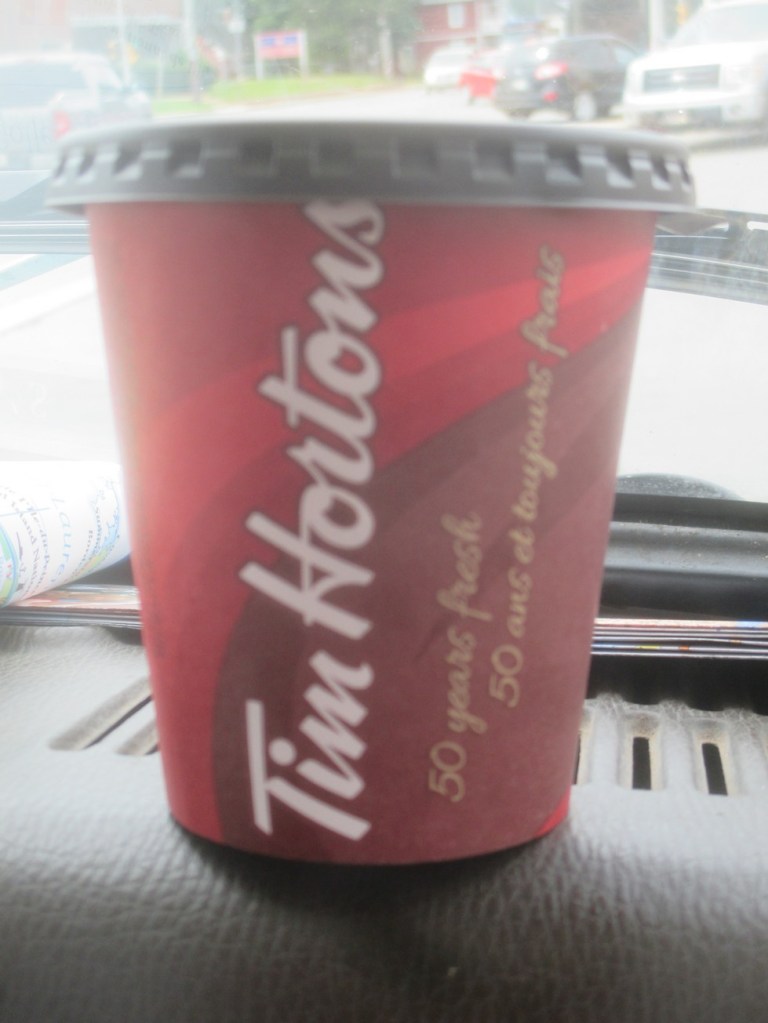 Tim Hortons
50 years fresh
50 ans et toujours frais